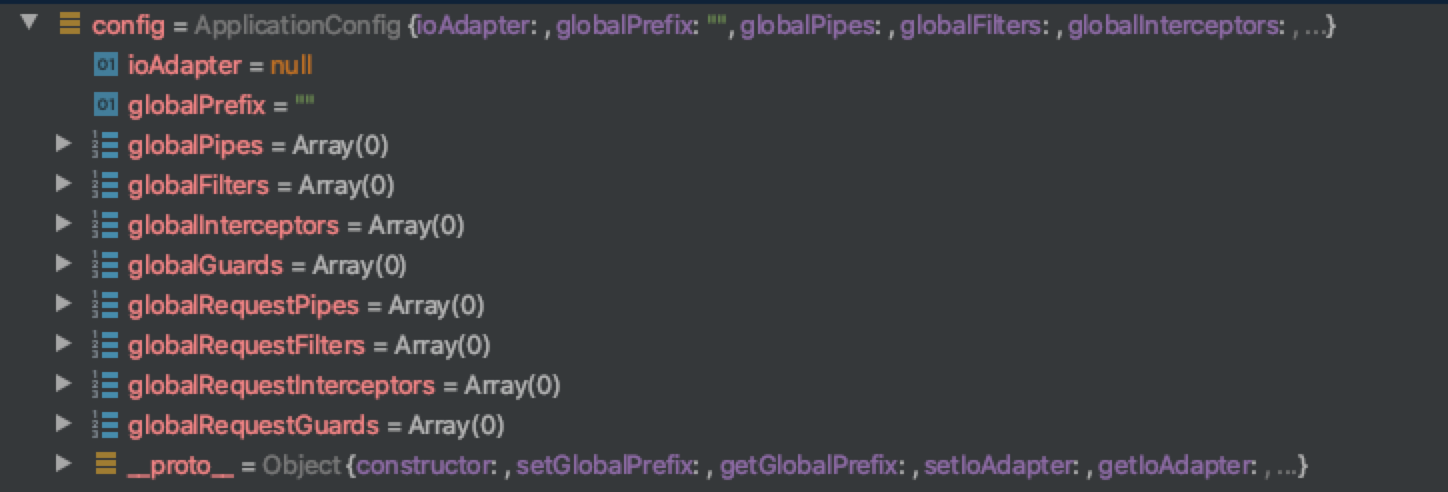 config = ApplicationConfig {ioAdapter: , globalPrefix: "", globalPipes: , globalFilters: , globalInterceptors: , ...}
01 ioAdapter = null
01 globalPrefix = ""
globalPipes = Array(0)
globalFilters = Array(0)
globalInterceptors = Array(0)
globalGuards = Array(0)
globalRequestPipes = Array(0)
globalRequestFilters = Array(0)
globalRequestInterceptors = Array(0)
globalRequestGuards = Array(0)
__proto__ = Object {constructor: , setGlobalPrefix: , getGlobalPrefix: , setIoAdapter: , getIoAdapter: , ...}